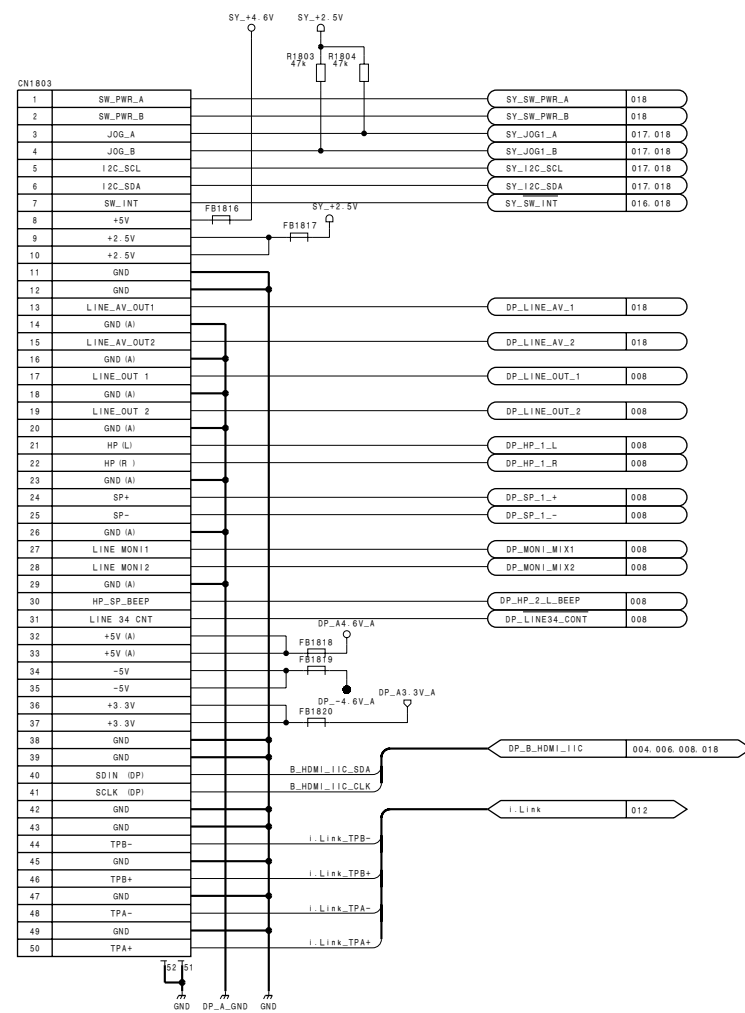 SY_+4.6V SY_+2.5V
R1803 R1804
47k 47k
CN1803
1 SW_PWR_A SY_SW_PWR_A 018
2 SW_PWR_B SY_SW_PWR_B 018
3 JOG_A SY_JOG1_A 017.018
4 JOG_B SY_JOG1_B 017.018
5 I2C_SCL SY_I2C_SCL 017.018
6 I2C_SDA SY_I2C_SDA 017.018
7 SW_INT SY_SW_INT 016.018
FB1816 SY_+2.5V
8 +5V
FB1817
9 +2.5V
10 +2.5V
11 GND
12 GND
13 LINE_AV_OUT1 DP_LINE_AV_1 018
14 GND (A)
15 LINE_AV_OUT2 DP_LINE_AV_2 018
16 GND (A)
17 LINE_OUT 1 DP_LINE_OUT_1 008
18 GND (A)
19 LINE_OUT 2 DP_LINE_OUT_2 008
20 GND (A)
21 HP (L) DP_HP_1_L 008
22 HP (R ) DP_HP_1_R 008
23 GND (A)
24 SP+ DP_SP_1_+ 008
25 SP- DP_SP_1_- 008
26 GND (A)
27 LINE MONI1 DP_MONI_MIX1 008
28 LINE MONI2 DP_MONI_MIX2 008
29 GND (A)
30 HP_SP_BEEP DP_HP_2_L_BEEP 008
31 LINE 34 CNT DP_LINE34_CONT 008
DP_A4.6V_A
32 +5V (A)
FB1818
33 +5V (A)
FB1819
34 -5V
35 -5V
DP_-4.6V_A DP_A3.3V_A
36 +3.3V
FB1820
37 +3.3V
38 GND
39 GND DP_B_HDMI_IIC 004.006.008.018
40 SDIN (DP) B_HDMI_IIC_SDA
41 SCLK (DP) B_HDMI_IIC_CLK
42 GND i.Link 012
43 GND
44 TPB- i.Link_TPB-
45 GND
46 TPB+ i.Link_TPB+
47 GND
48 TPA- i.Link_TPA-
49 GND
50 TPA+ i.Link_TPA+
52 51
GND DP_A_GND GND